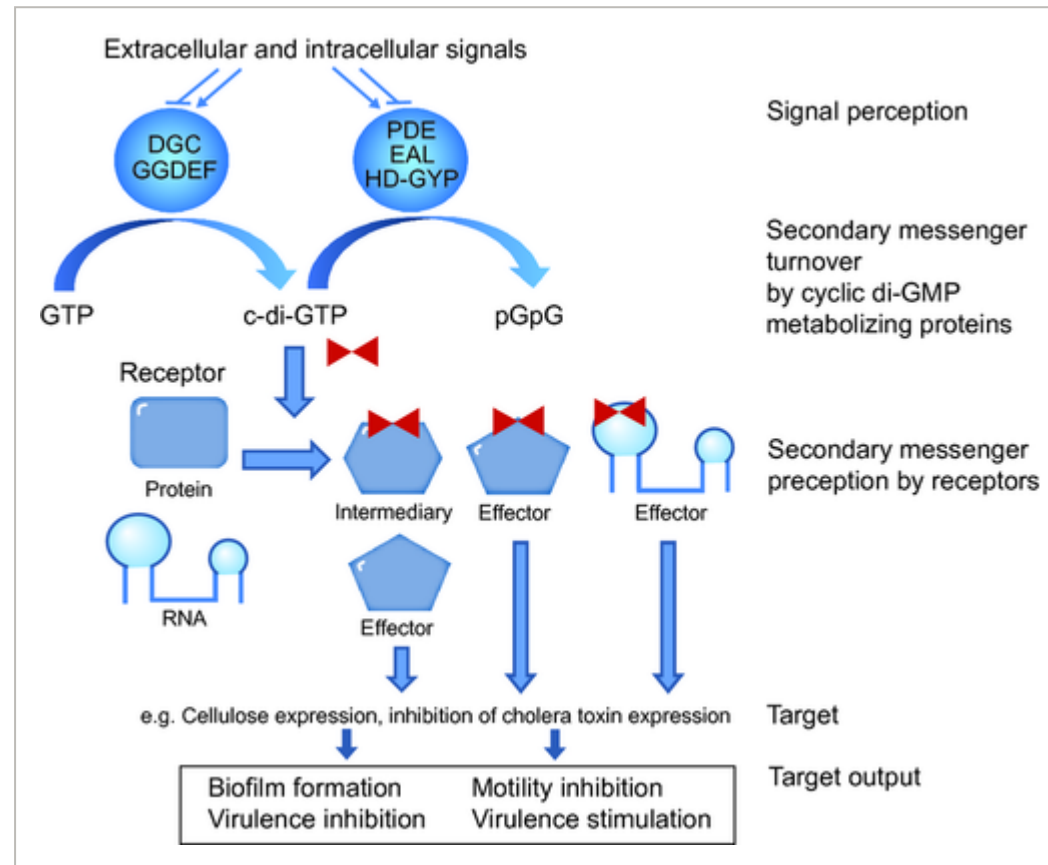 Extracellular and intracellular signals
DGC
GGDEF
PDE
EAL
HD-GYP
Signal perception
GTP
c-di-GTP
pGpG
Secondary messenger
turnover
by cyclic di-GMP
metabolizing proteins
Receptor
Protein
RNA
Intermediary
Effector
Effector
Effector
Secondary messenger
preception by receptors
e.g. Cellulose expression, inhibition of cholera toxin expression
Target
Biofilm formation
Virulence inhibition
Motility inhibition
Virulence stimulation
Target output